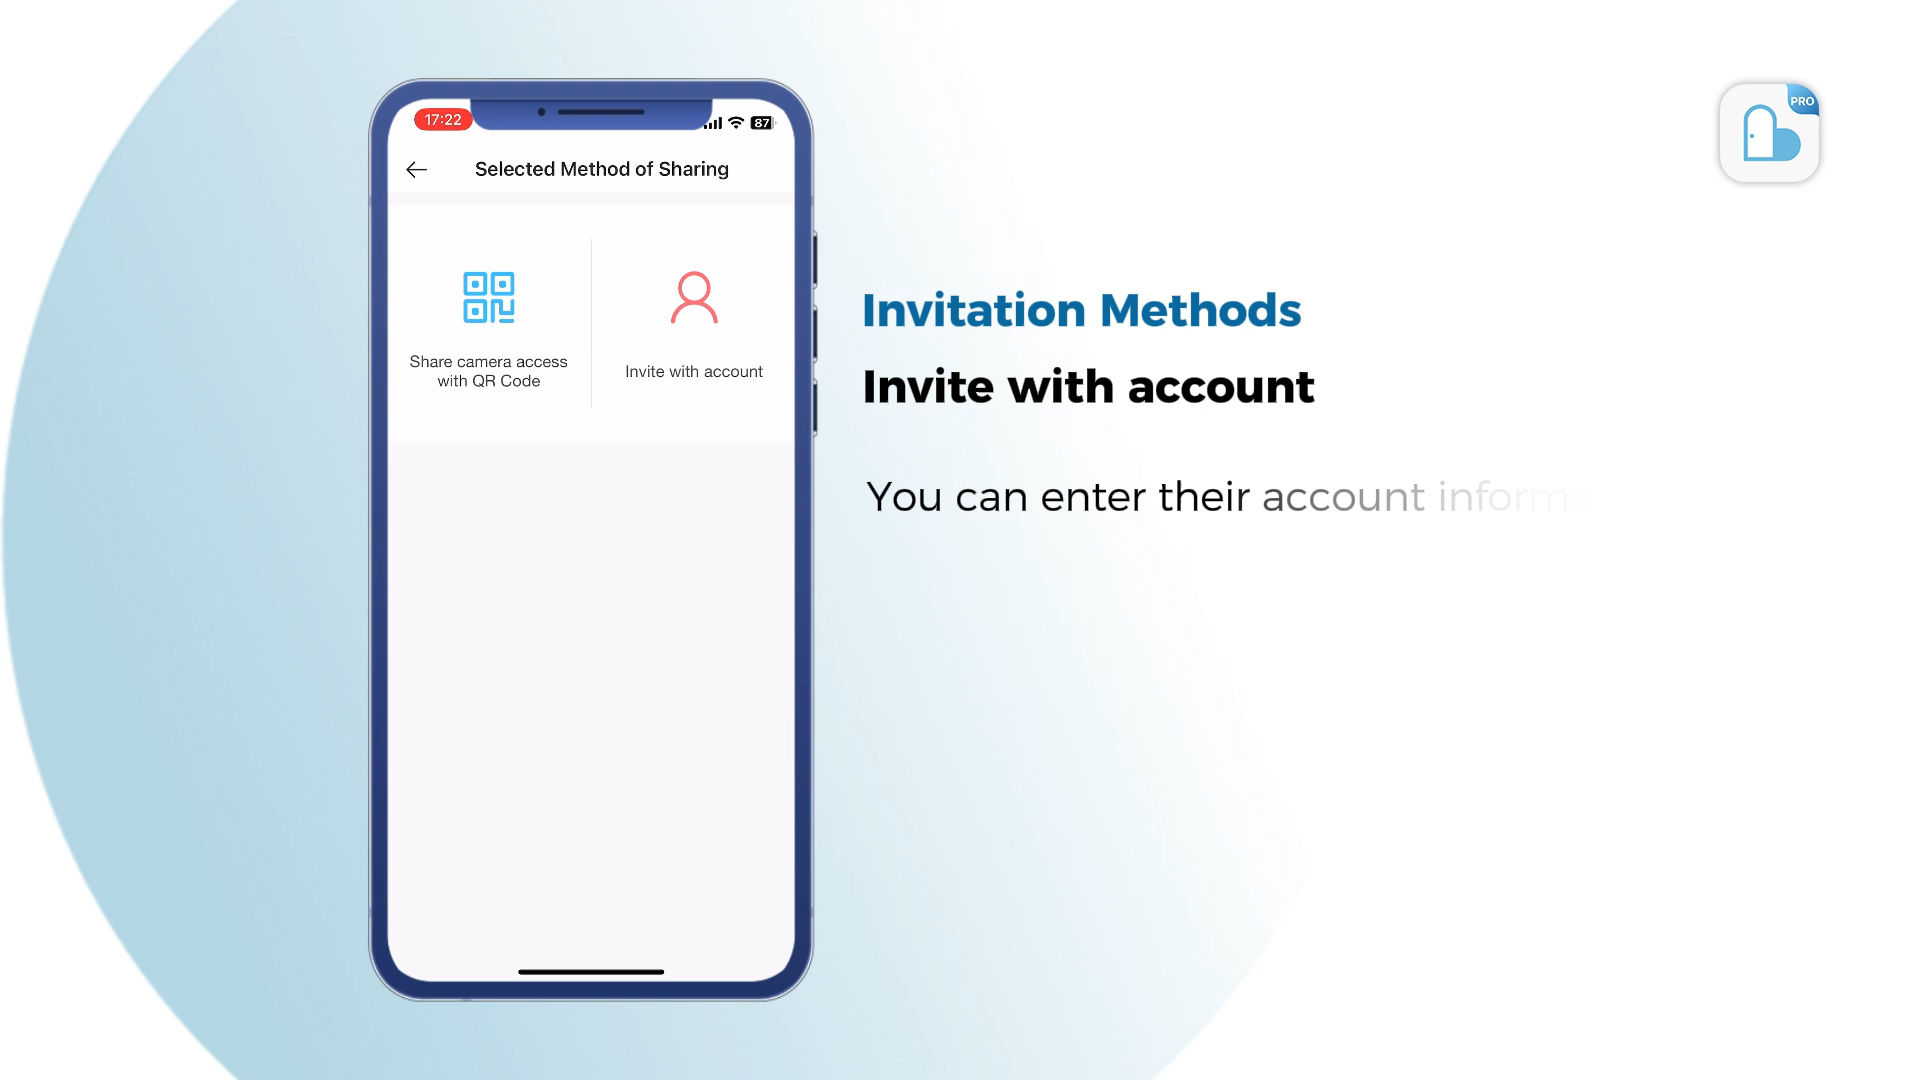 17:22
87
Selected Method of Sharing
Share camera access
with QR Code
Invite with account
PRO
Invitation Methods
Invite with account
You can enter their account informa